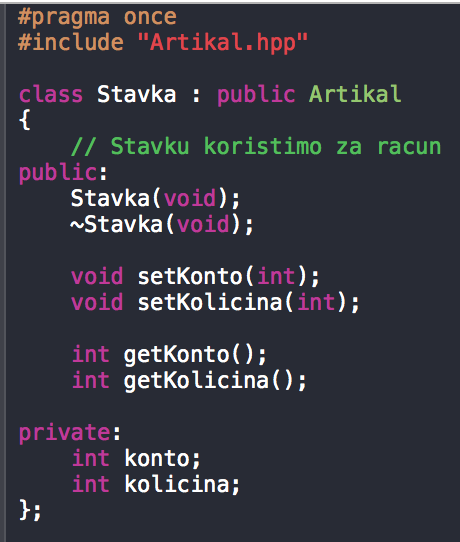 #pragma once
#include "Artikal.hpp"
class Stavka : public Artikal
{
// Stavku koristimo za racun
public:
Stavka(void);
~Stavka(void);
void setKonto(int);
void setKolicina(int);
int getKonto();
int getKolicina();
private:
int konto;
int kolicina;
};